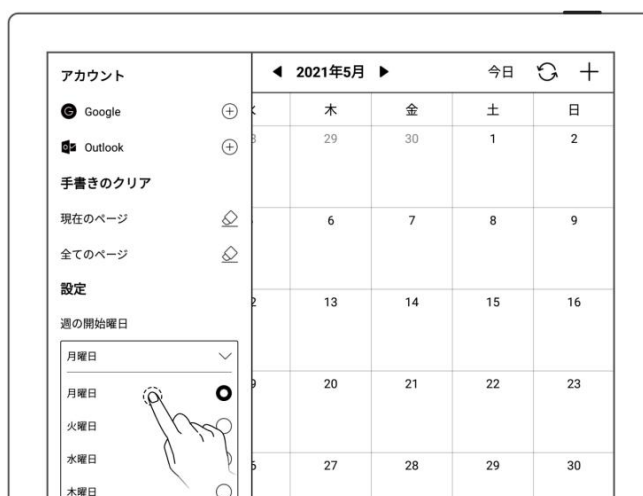 アカウント
Google
Outlook
手書きのクリア
現在のページ
全てのページ
設定
週の開始曜日
月曜日
月曜日
火曜日
水曜日
木曜日
2021年5月 今日
木 金 土 日
29 30 1 2
6 7 8 9
13 14 15 16
20 21 22 23
27 28 29 30